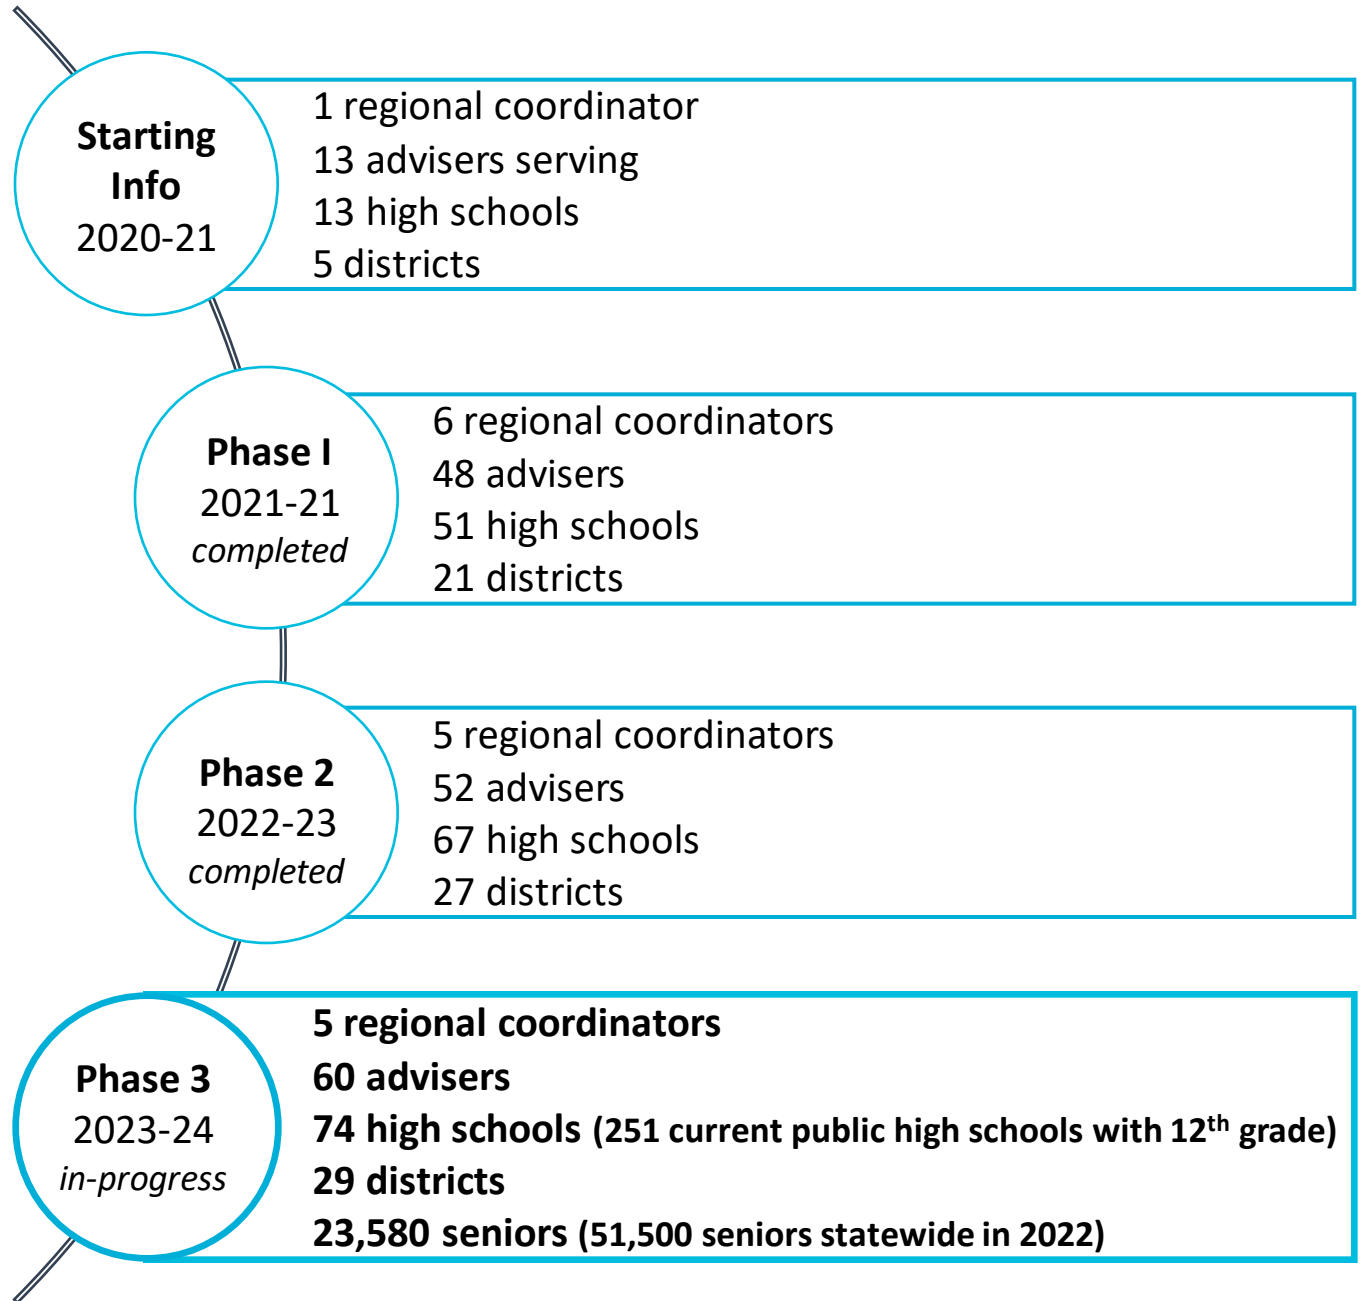 Starting
Info
2020-21
1 regional coordinator
13 advisers serving
13 high schools
5 districts
Phase I
2021-21
completed
6 regional coordinators
48 advisers
51 high schools
21 districts
Phase 2
2022-23
completed
5 regional coordinators
52 advisers
67 high schools
27 districts
Phase 3
2023-24
in-progress
5 regional coordinators
60 advisers
74 high schools (251 current public high schools with 12th grade)
29 districts
23,580 seniors (51,500 seniors statewide in 2022)